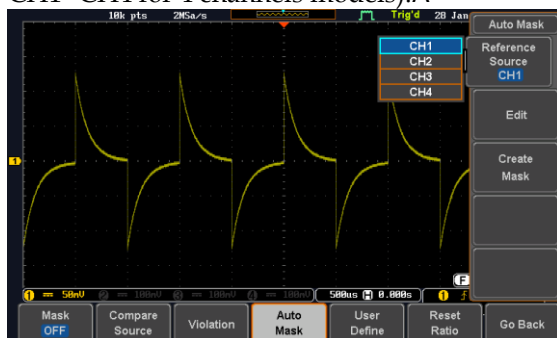 10k pts 2MSa/s Trig'd 28 Jan
Auto Mask
CH1
CH2
CH3
CH4
Reference
Source
CH1
Edit
Create
Mask
1
F
1 50mV 2 100mV 3 100mV 4 100mV 500us H 0.000s 1
Mask
OFF
Compare
Source
Violation
Auto
Mask
User
Define
Reset
Ratio
Go Back